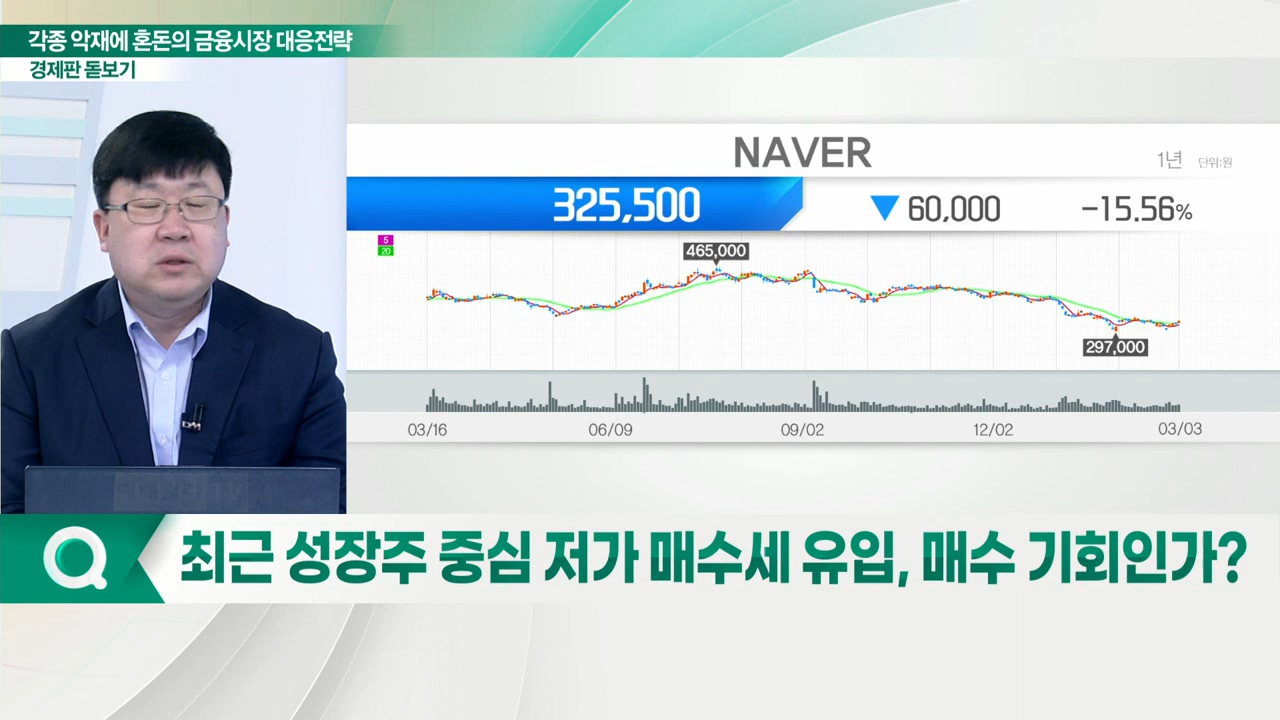 각종 악재에 혼돈의 금융시장 대응전략
경제판 돋보기
NAVER
1년 단위:원
325,500 ▼ 60,000 -15.56%
5
20
465,000
297,000
03/16 06/09 09/02 12/02 03/03
Q 최근 성장주 중심 저가 매수세 유입, 매수 기회인가?